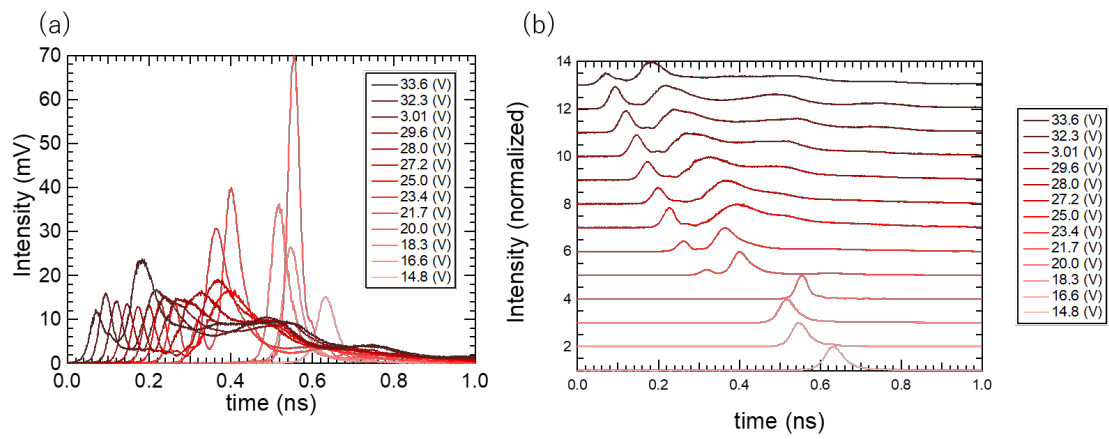 (a)
(b)
Intensity (mV)
70
60
50
40
30
20
10
0
0.0 0.2 0.4 0.6 0.8 1.0
time (ns)
33.6 (V)
32.3 (V)
3.01 (V)
29.6 (V)
28.0 (V)
27.2 (V)
25.0 (V)
23.4 (V)
21.7 (V)
20.0 (V)
18.3 (V)
16.6 (V)
14.8 (V)
Intensity (normalized)
14
12
10
8
6
4
2
0.0 0.2 0.4 0.6 0.8 1.0
time (ns)
33.6 (V)
32.3 (V)
3.01 (V)
29.6 (V)
28.0 (V)
27.2 (V)
25.0 (V)
23.4 (V)
21.7 (V)
20.0 (V)
18.3 (V)
16.6 (V)
14.8 (V)